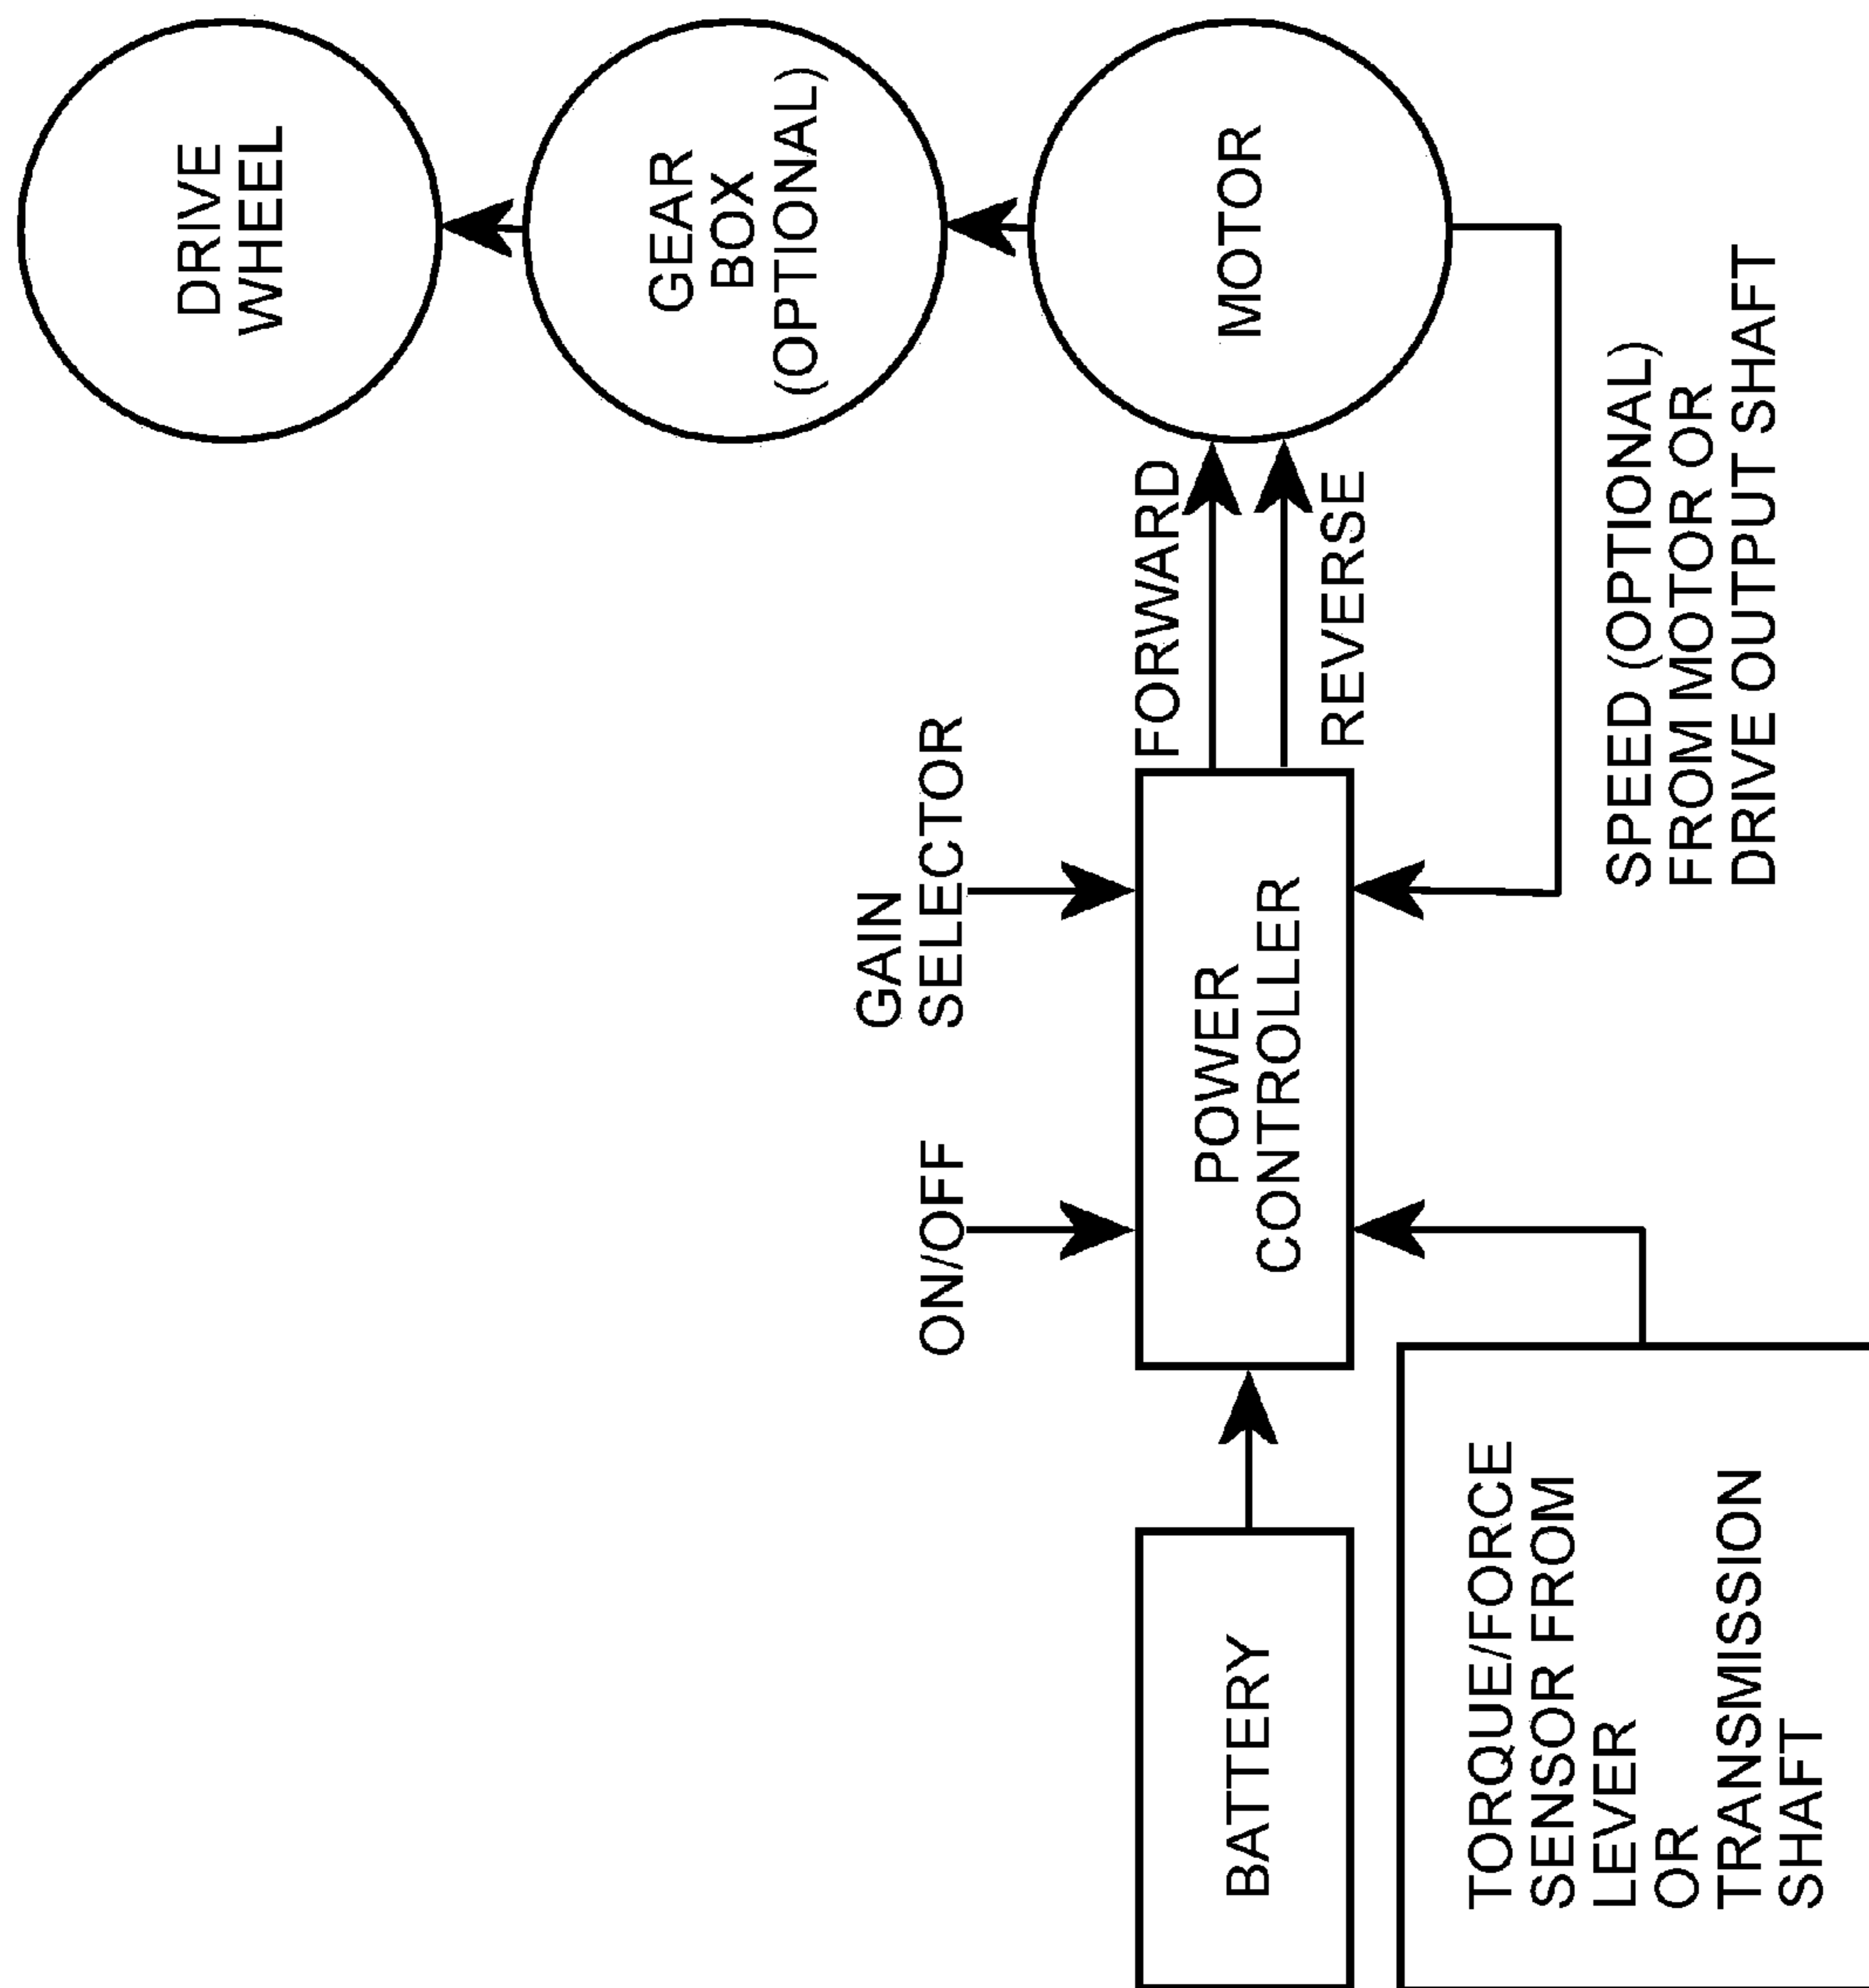 DRIVE
WHEEL
GEAR
BOX
(OPTIONAL)
MOTOR
FORWARD
REVERSE
GAIN
SELECTOR
ON/OFF
POWER
CONTROLLER
SPEED (OPTIONAL)
FROM MOTOR OR
DRIVE OUTPUT SHAFT
BATTERY
TORQUE/FORCE
SENSOR FROM
LEVER
OR
TRANSMISSION
SHAFT